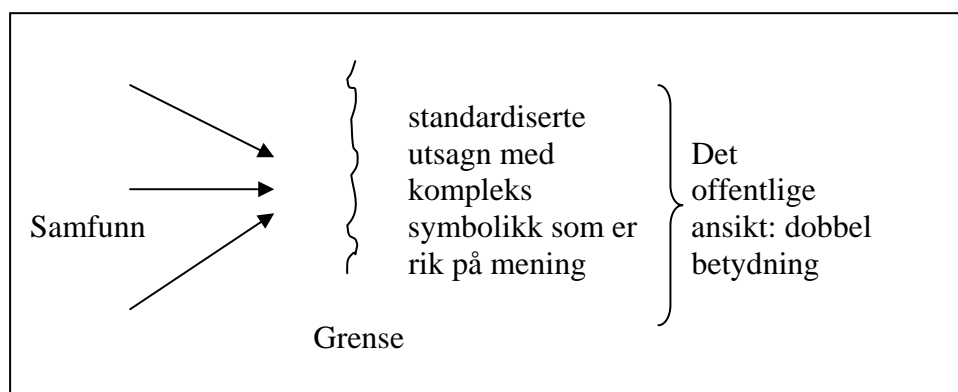 Samfunn
standardiserte
utsagn med
kompleks
symbolikk som er
rik på mening
Grense
Det
offentlige
ansikt: dobbel
betydning